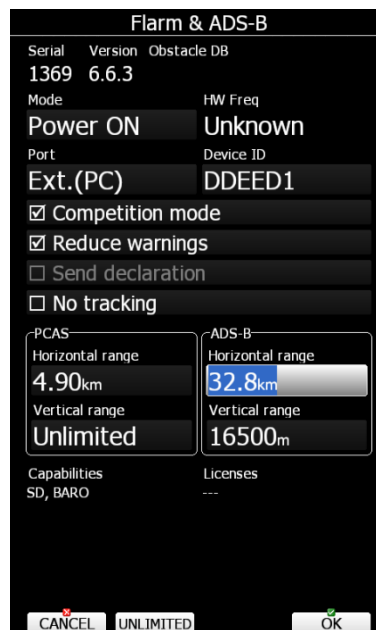 Flarm & ADS-B
Serial Version Obstacle DB
1369 6.6.3
Mode HW Freq
Power ON Unknown
Port Device ID
Ext.(PC) DDEED1
Competition mode
Reduce warnings
Send declaration
No tracking
PCAS ADS-B
Horizontal range Horizontal range
4.90km 32.8km
Vertical range Vertical range
Unlimited 16500m
Capabilities Licenses
SD, BARO ---
CANCEL UNLIMITED OK